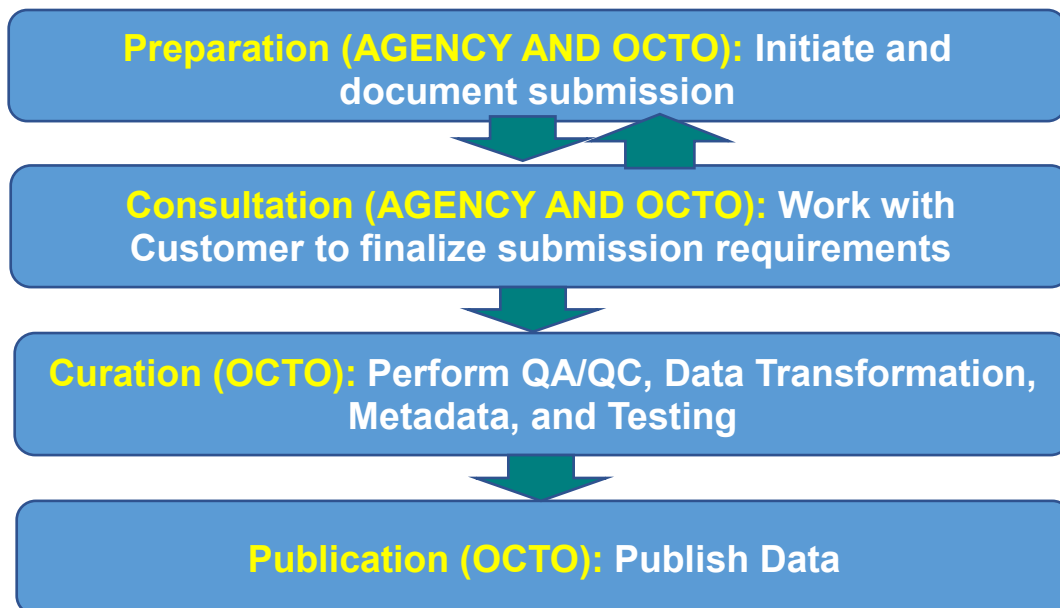 Preparation (AGENCY AND OCTO): Initiate and
document submission
Consultation (AGENCY AND OCTO): Work with
Customer to finalize submission requirements
Curation (OCTO): Perform QA/QC, Data Transformation,
Metadata, and Testing
Publication (OCTO): Publish Data